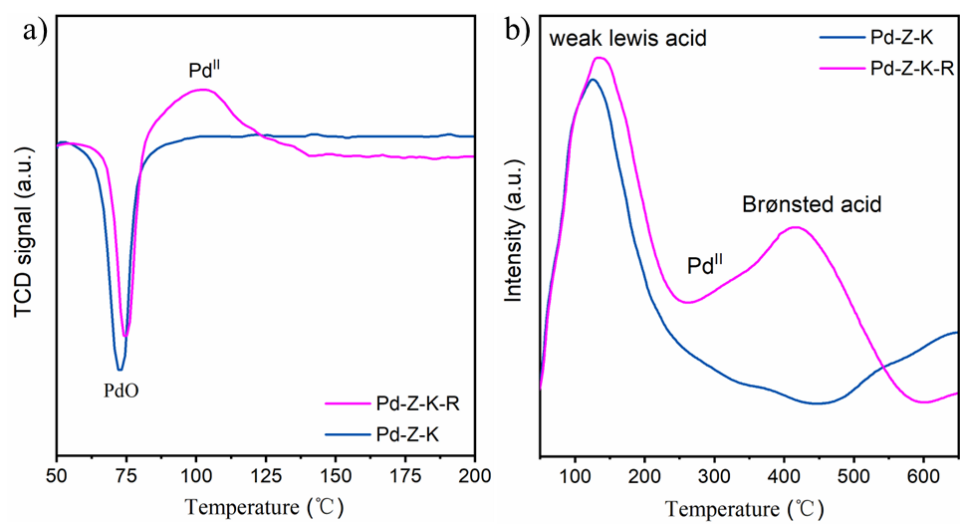 a)
Pd^II
PdO
Pd-Z-K-R
Pd-Z-K
TCD signal (a.u.)
50 75 100 125 150 175 200
Temperature (℃)
b)
weak lewis acid
Pd-Z-K
Pd-Z-K-R
Brønsted acid
Pd^II
Intensity (a.u.)
100 200 300 400 500 600
Temperature (℃)